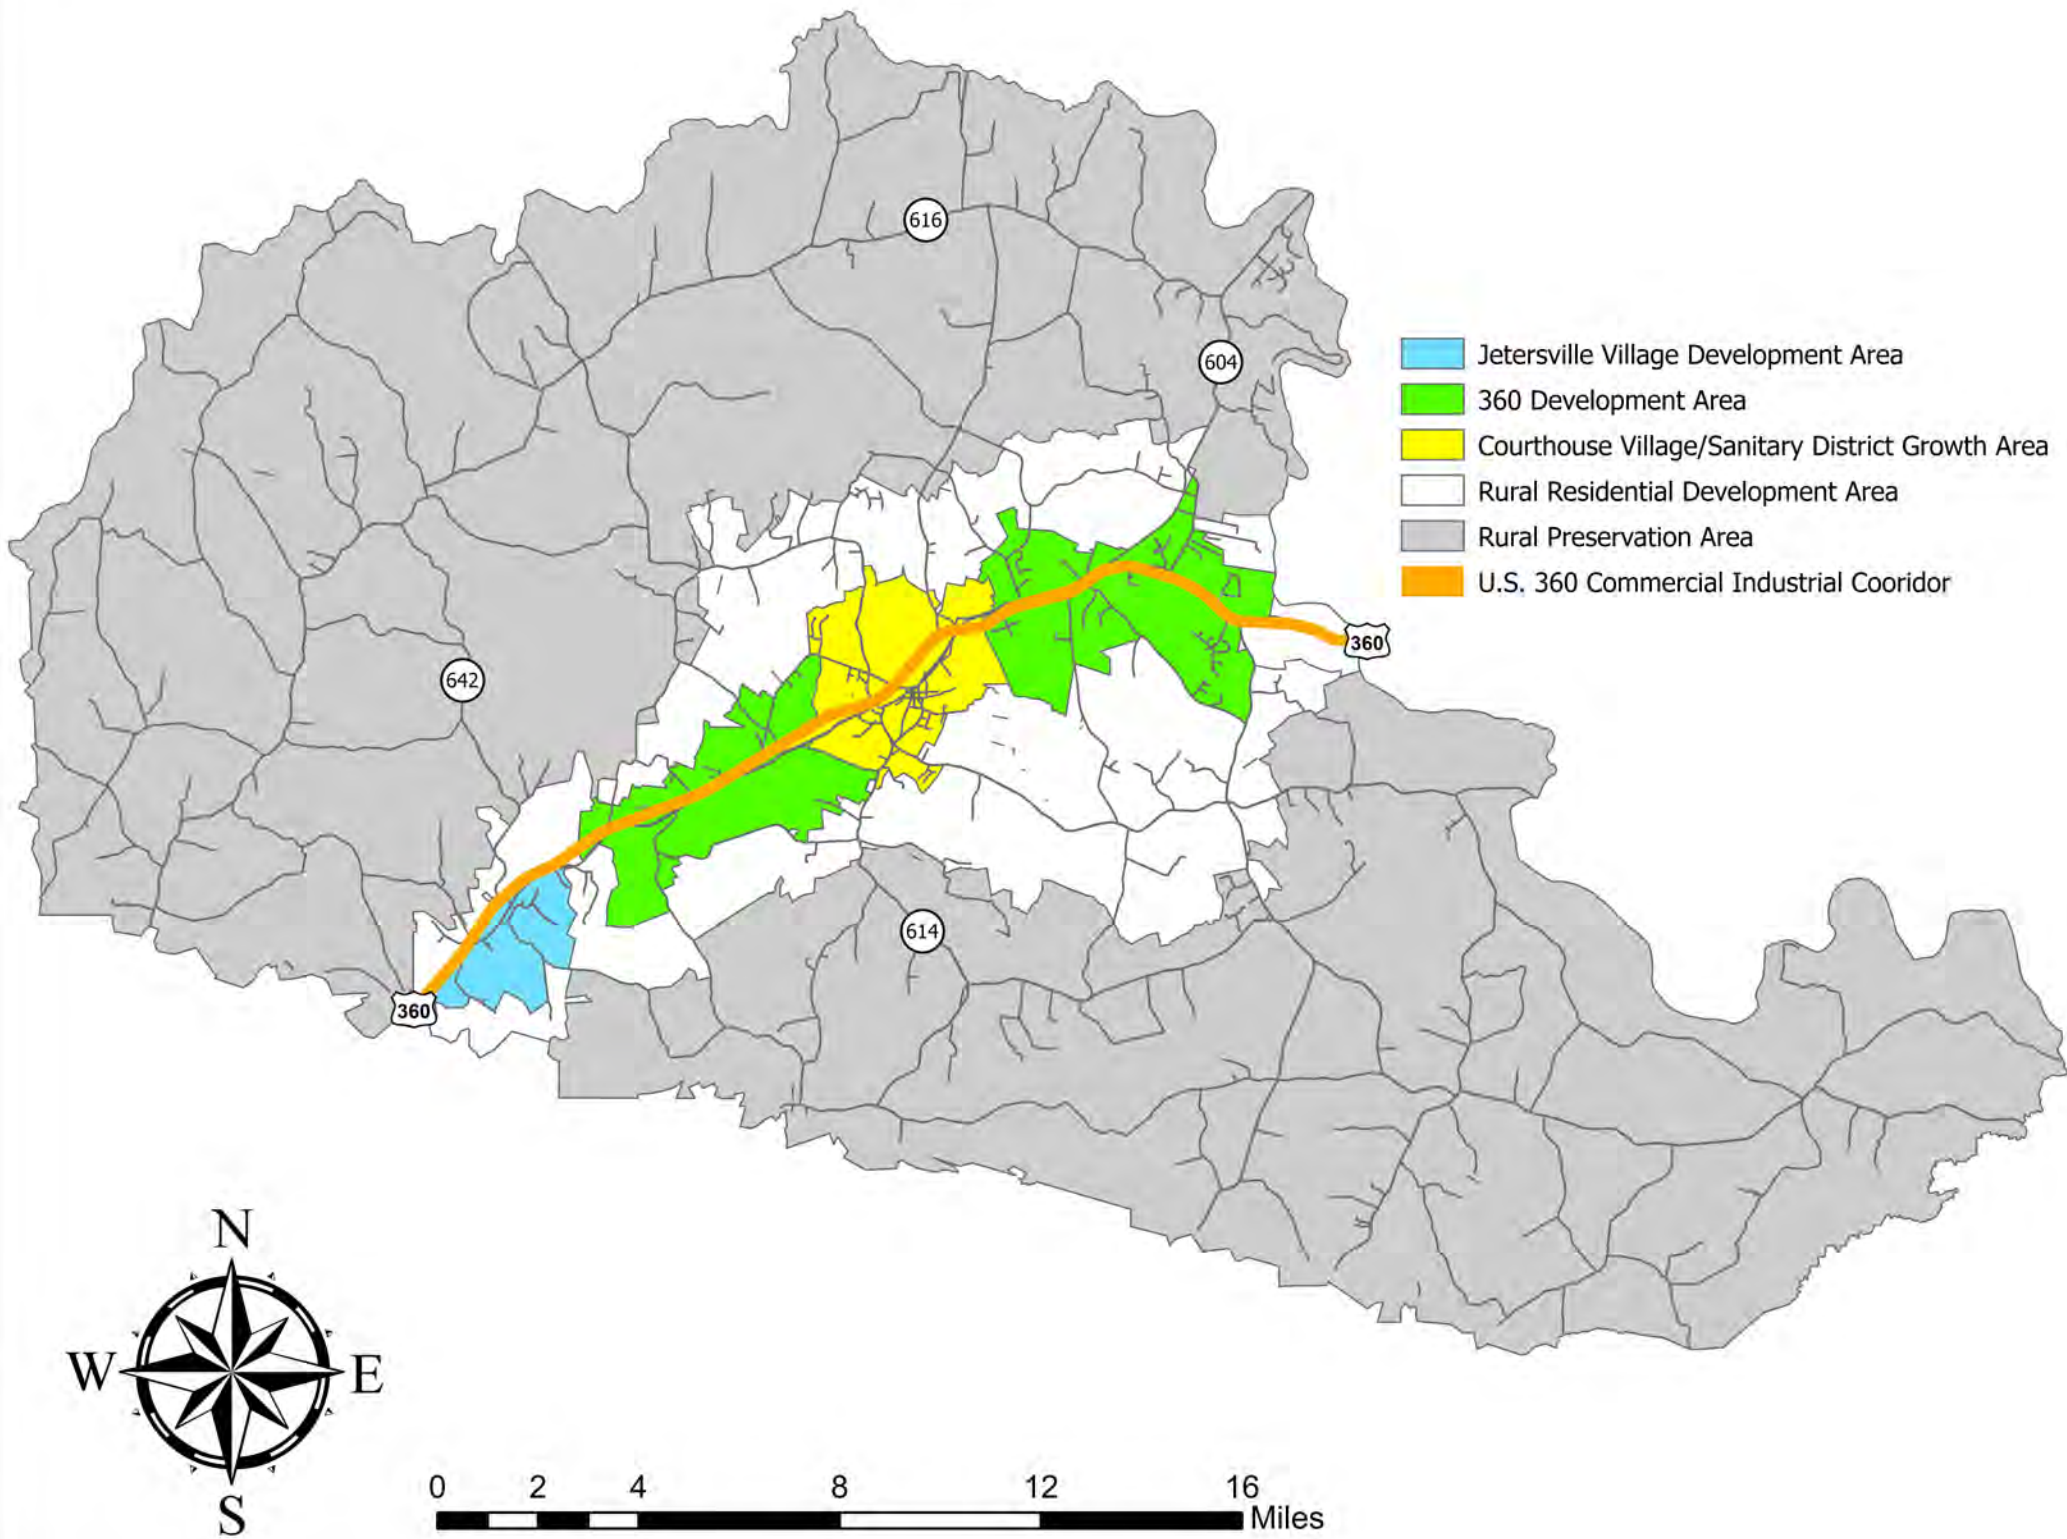 616
604
Jetersville Village Development Area
360 Development Area
Courthouse Village/Sanitary District Growth Area
Rural Residential Development Area
Rural Preservation Area
U.S. 360 Commercial Industrial Cooridor
360
642
614
360
N
W E
S
0 2 4 8 12 16
Miles